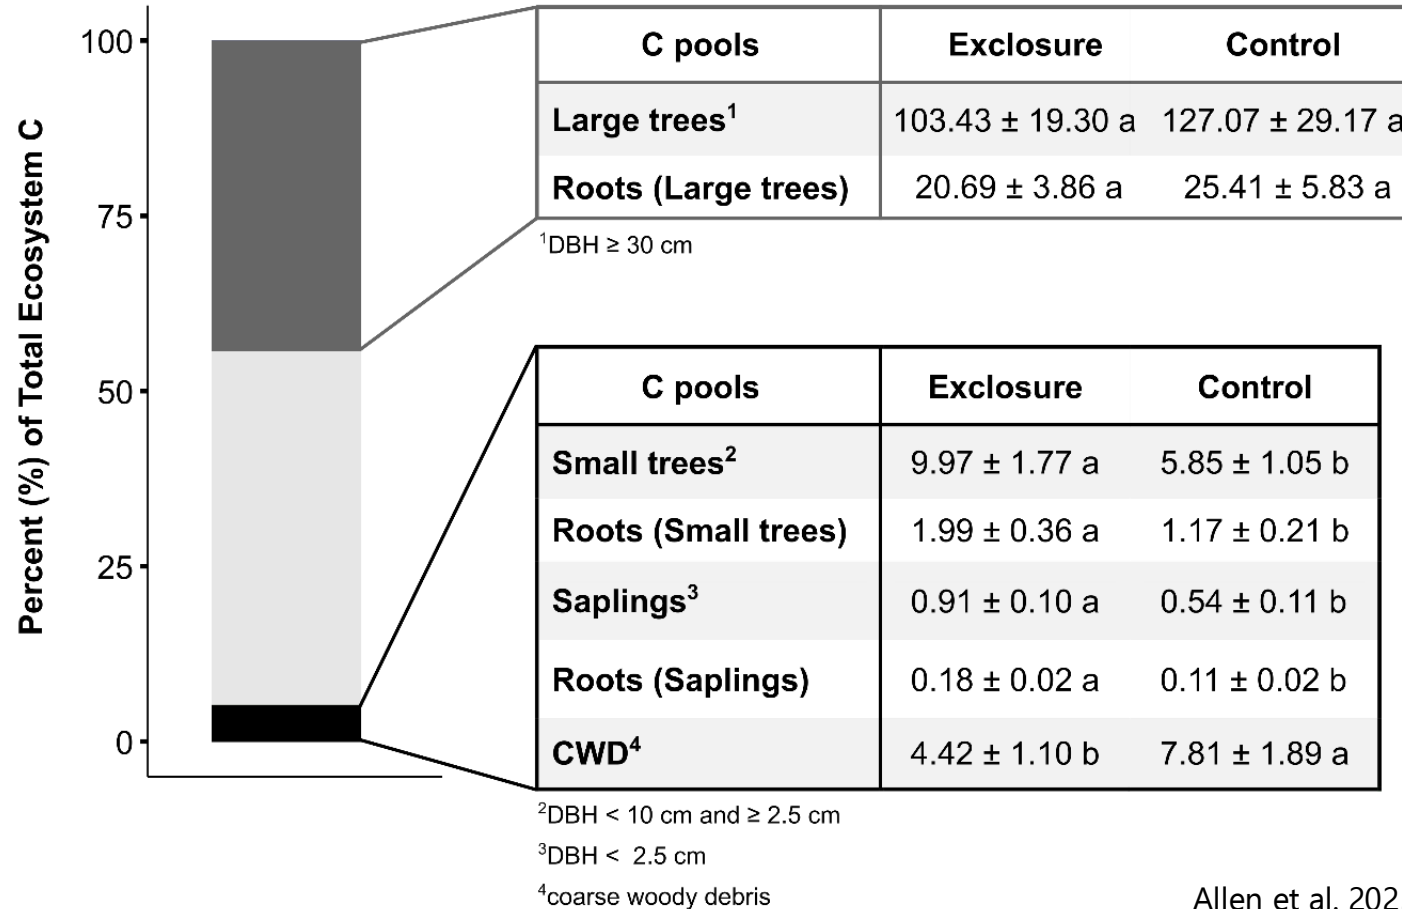 Percent (%) of Total Ecosystem C
100
75
50
25
0
C pools Exclosure Control
Large trees¹ 103.43 ± 19.30 a 127.07 ± 29.17 a
Roots (Large trees) 20.69 ± 3.86 a 25.41 ± 5.83 a
¹DBH ≥ 30 cm
C pools Exclosure Control
Small trees² 9.97 ± 1.77 a 5.85 ± 1.05 b
Roots (Small trees) 1.99 ± 0.36 a 1.17 ± 0.21 b
Saplings³ 0.91 ± 0.10 a 0.54 ± 0.11 b
Roots (Saplings) 0.18 ± 0.02 a 0.11 ± 0.02 b
CWD⁴ 4.42 ± 1.10 b 7.81 ± 1.89 a
²DBH < 10 cm and ≥ 2.5 cm
³DBH < 2.5 cm
⁴coarse woody debris
Allen et al. 202